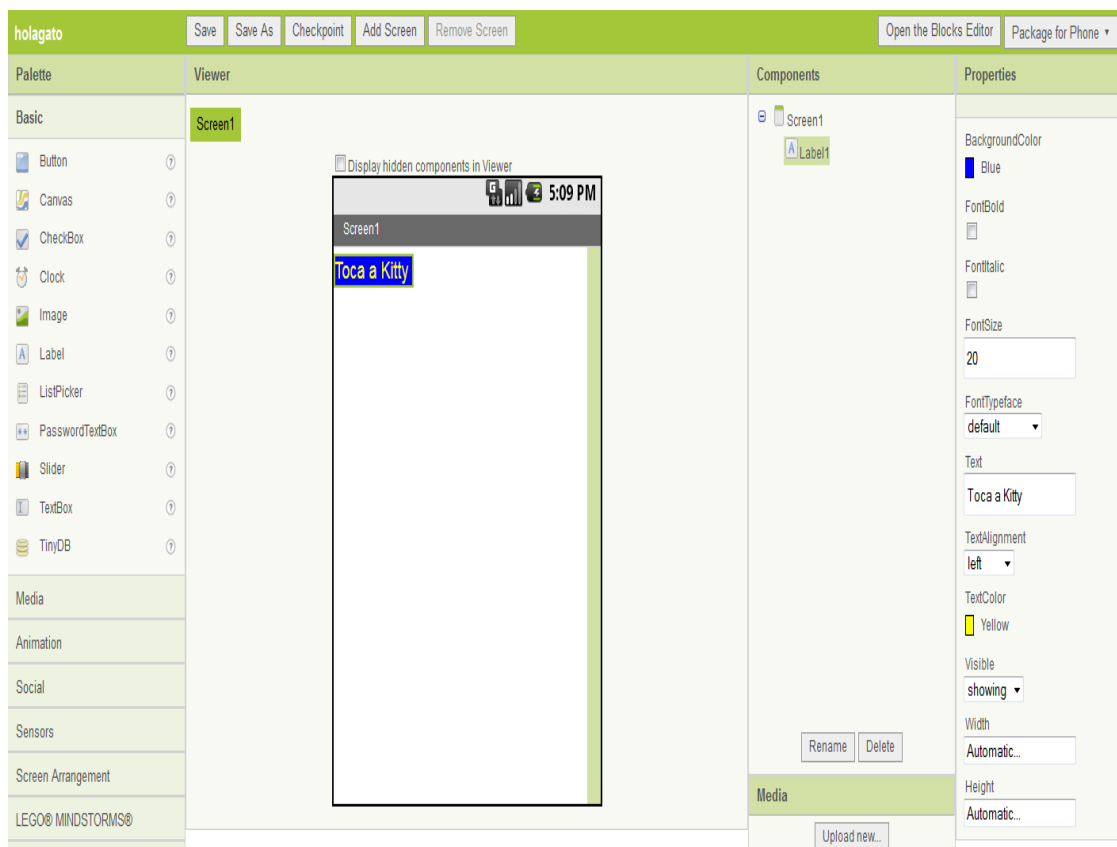 holagato
Save
Save As
Checkpoint
Add Screen
Remove Screen
Open the Blocks Editor
Package for Phone
Palette
Basic
Button
Canvas
CheckBox
Clock
Image
Label
ListPicker
PasswordTextBox
Slider
TextBox
TinyDB
Media
Animation
Social
Sensors
Screen Arrangement
LEGO® MINDSTORMS®
Viewer
Screen1
Display hidden components in Viewer
5:09 PM
Screen1
Toca a Kitty
Components
Screen1
A Label1
Rename
Delete
Media
Upload new...
Properties
BackgroundColor
Blue
FontBold
FontItalic
FontSize
20
FontTypeface
default
Text
Toca a Kitty
TextAlignment
left
TextColor
Yellow
Visible
showing
Width
Automatic...
Height
Automatic...